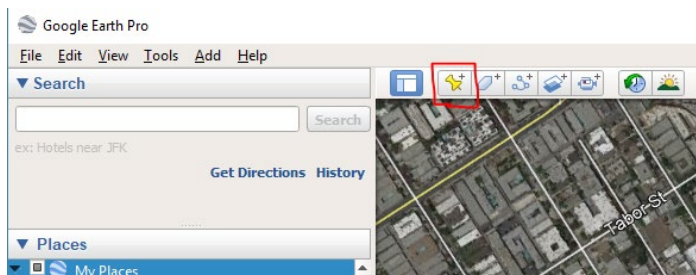 Google Earth Pro
File Edit View Tools Add Help
Search
Search
ex: Hotels near JFK
Get Directions History
Places
My Places
Tabor St